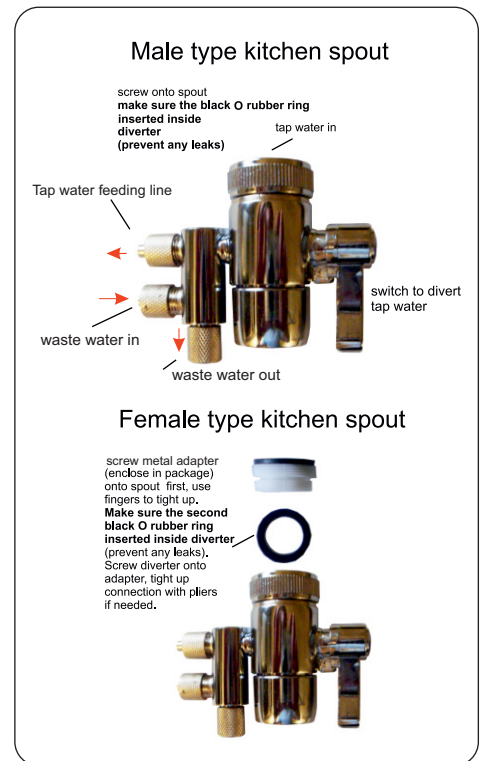 Male type kitchen spout
screw onto spout
make sure the black O rubber ring
inserted inside
diverter
(prevent any leaks)
tap water in
Tap water feeding line
switch to divert
tap water
waste water in
waste water out
Female type kitchen spout
screw metal adapter
(enclose in package)
onto spout first, use
fingers to tight up.
Make sure the second
black O rubber ring
inserted inside diverter
(prevent any leaks).
Screw diverter onto
adapter, tight up
connection with pliers
if needed.